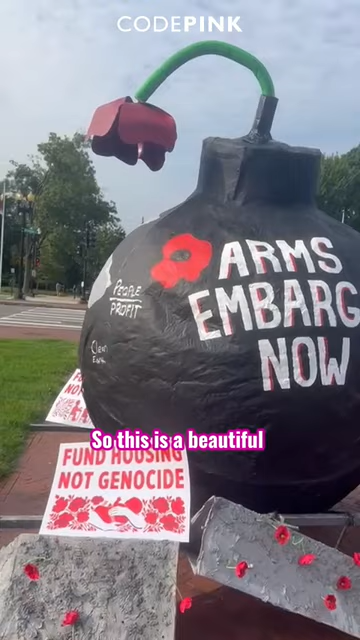 CODEPINK
ARMS
EMBARG
NOW
PEOPLE
PROFIT
So this is a beautiful
FUND HOUSING
NOT GENOCIDE